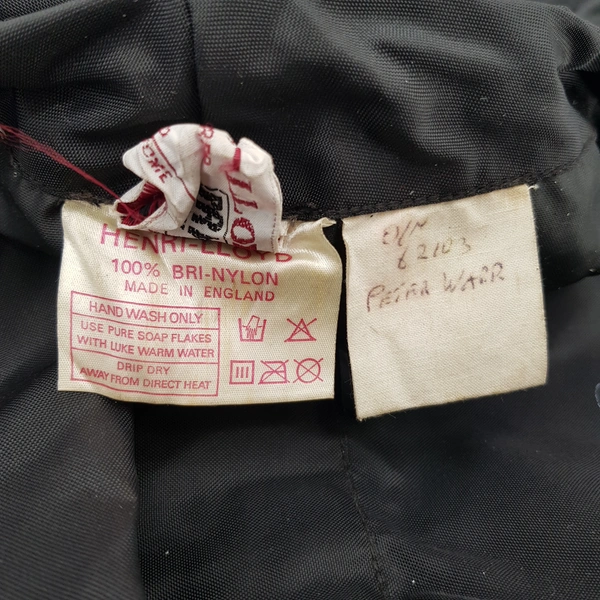 HENRI-LLOYD
100% BRI-NYLON
MADE IN ENGLAND
HAND WASH ONLY
USE PURE SOAP FLAKES
WITH LUKE WARM WATER
DRIP DRY
AWAY FROM DIRECT HEAT
62103
PETER WARR